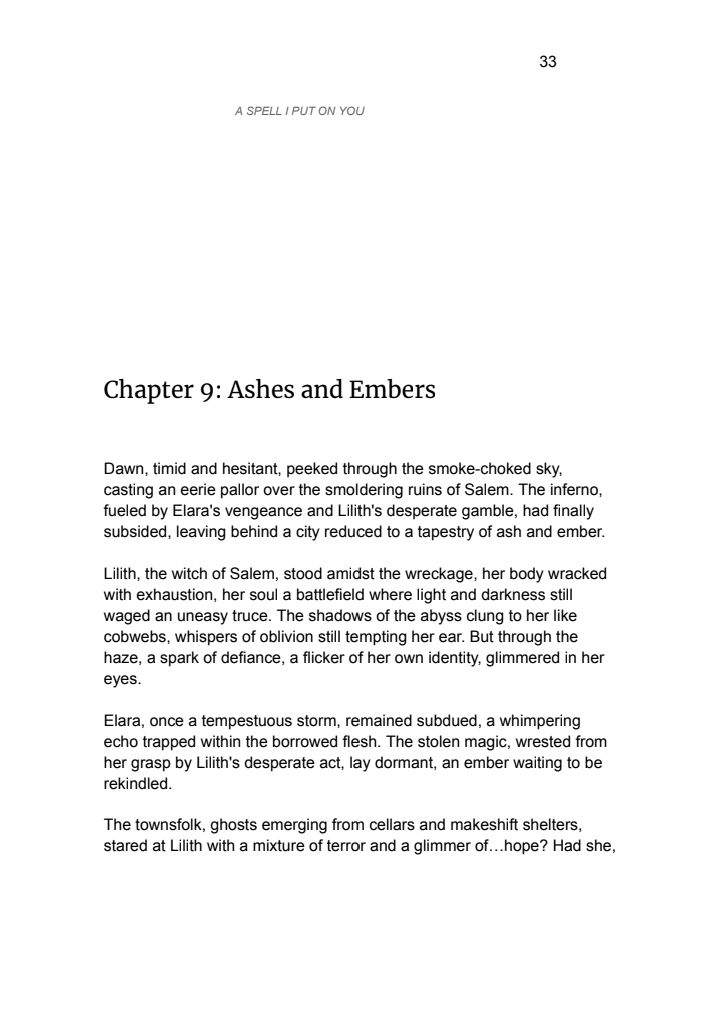 33
A SPELL I PUT ON YOU
Chapter 9: Ashes and Embers
Dawn, timid and hesitant, peeked through the smoke-choked sky,
casting an eerie pallor over the smoldering ruins of Salem. The inferno,
fueled by Elara's vengeance and Lilith's desperate gamble, had finally
subsided, leaving behind a city reduced to a tapestry of ash and ember.
Lilith, the witch of Salem, stood amidst the wreckage, her body wracked
with exhaustion, her soul a battlefield where light and darkness still
waged an uneasy truce. The shadows of the abyss clung to her like
cobwebs, whispers of oblivion still tempting her ear. But through the
haze, a spark of defiance, a flicker of her own identity, glimmered in her
eyes.
Elara, once a tempestuous storm, remained subdued, a whimpering
echo trapped within the borrowed flesh. The stolen magic, wrested from
her grasp by Lilith's desperate act, lay dormant, an ember waiting to be
rekindled.
The townsfolk, ghosts emerging from cellars and makeshift shelters,
stared at Lilith with a mixture of terror and a glimmer of…hope? Had she,